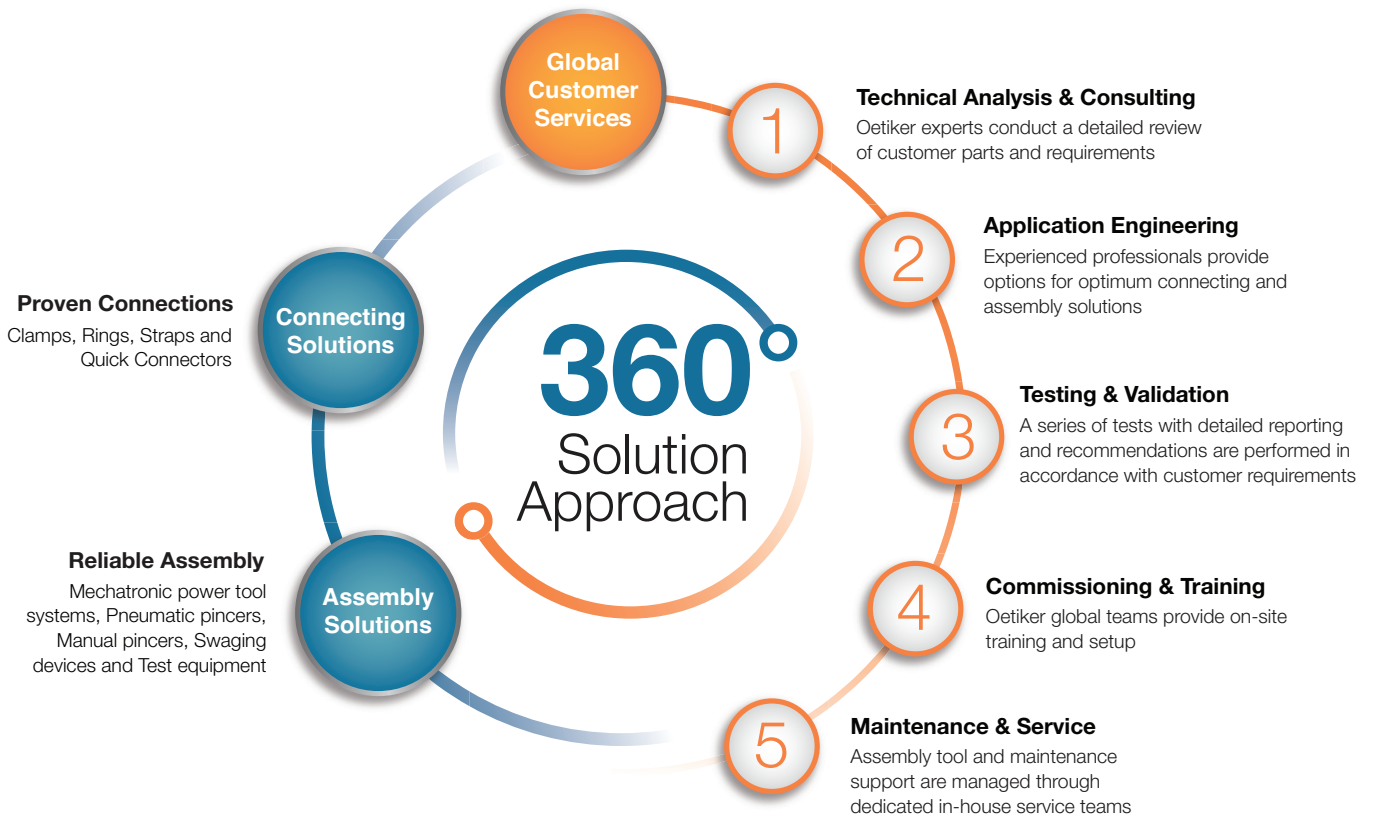 Global
Customer
Services
1
Technical Analysis & Consulting
Oetiker experts conduct a detailed review
of customer parts and requirements
2
Application Engineering
Experienced professionals provide
options for optimum connecting and
assembly solutions
3
Testing & Validation
A series of tests with detailed reporting
and recommendations are performed in
accordance with customer requirements
4
Commissioning & Training
Oetiker global teams provide on-site
training and setup
5
Maintenance & Service
Assembly tool and maintenance
support are managed through
dedicated in-house service teams
Connecting
Solutions
Proven Connections
Clamps, Rings, Straps and
Quick Connectors
Assembly
Solutions
Reliable Assembly
Mechatronic power tool
systems, Pneumatic pincers,
Manual pincers, Swaging
devices and Test equipment
360
Solution
Approach